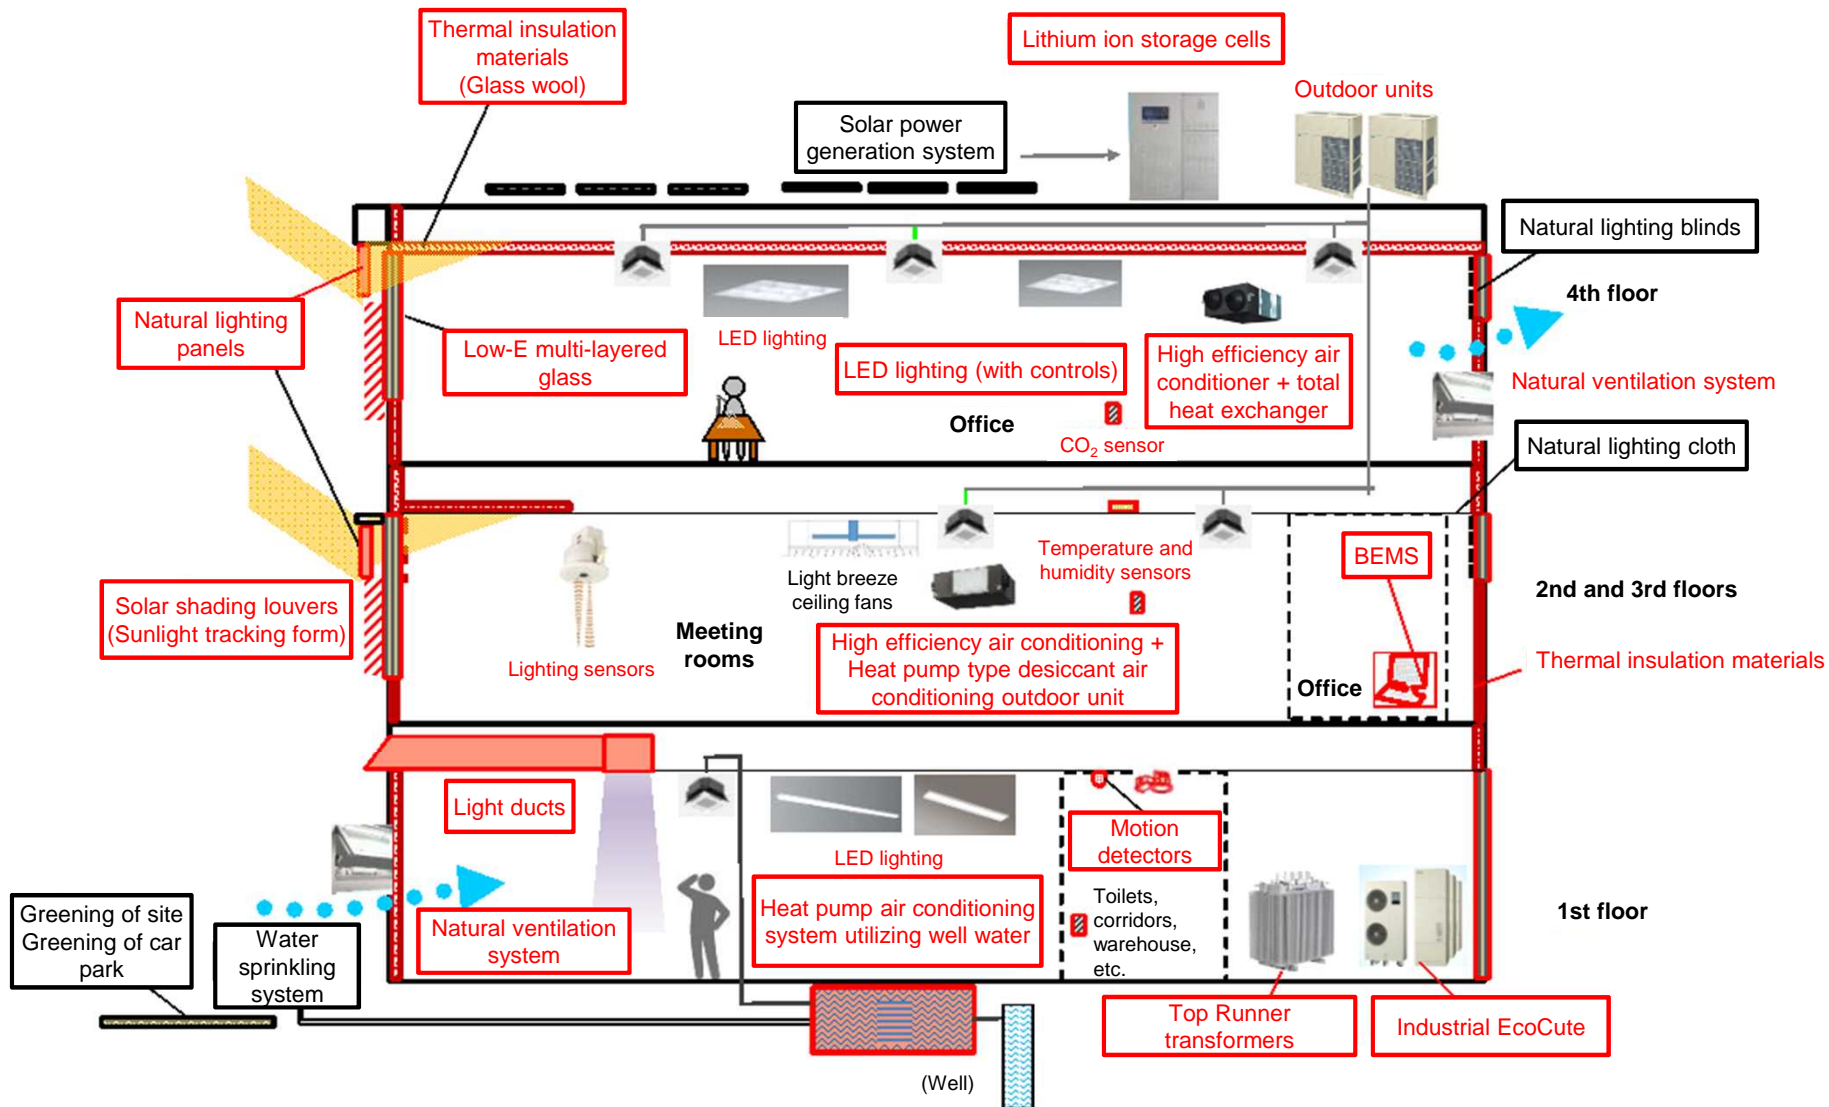 Thermal insulation
materials
(Glass wool)
Lithium ion storage cells
Outdoor units
Solar power
generation system
Natural lighting blinds
4th floor
Natural lighting
panels
Low-E multi-layered
glass
LED lighting
LED lighting (with controls)
High efficiency air
conditioner + total
heat exchanger
Natural ventilation system
Office
CO₂ sensor
Natural lighting cloth
Solar shading louvers
(Sunlight tracking form)
Lighting sensors
Meeting
rooms
Light breeze
ceiling fans
Temperature and
humidity sensors
High efficiency air conditioning +
Heat pump type desiccant air
conditioning outdoor unit
BEMS
Office
2nd and 3rd floors
Thermal insulation materials
Light ducts
LED lighting
Motion
detectors
Toilets,
corridors,
warehouse,
etc.
Heat pump air conditioning
system utilizing well water
Natural ventilation
system
1st floor
Greening of site
Greening of car
park
Water
sprinkling
system
Top Runner
transformers
Industrial EcoCute
(Well)